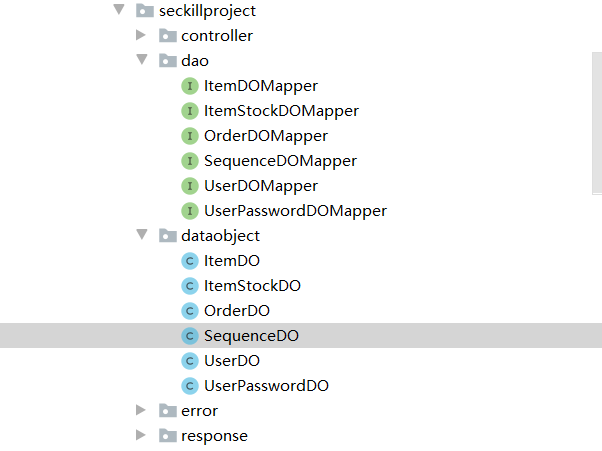 seckillproject
controller
dao
I ItemDOMapper
I ItemStockDOMapper
I OrderDOMapper
I SequenceDOMapper
I UserDOMapper
I UserPasswordDOMapper
dataobject
C ItemDO
C ItemStockDO
C OrderDO
C SequenceDO
C UserDO
C UserPasswordDO
error
response